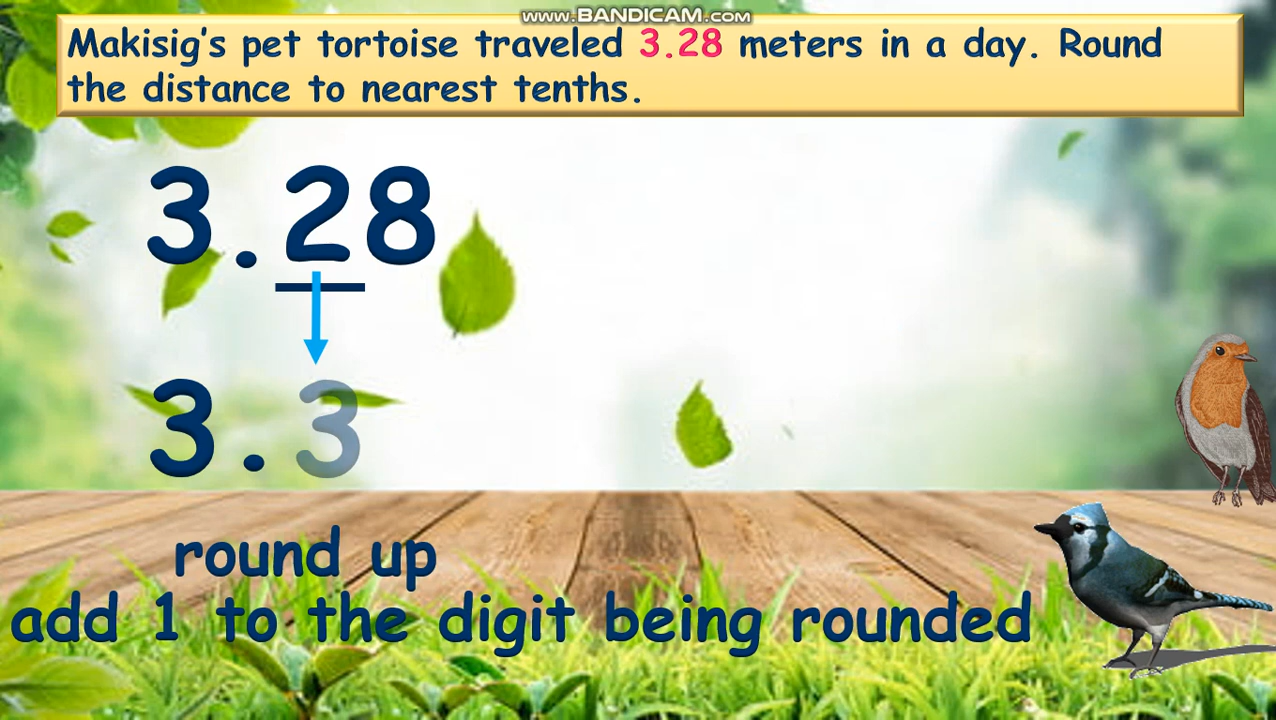 www.BANDICAM.com
Makisig's pet tortoise traveled 3.28 meters in a day. Round
the distance to nearest tenths.
3.28
3.3
round up
add 1 to the digit being rounded